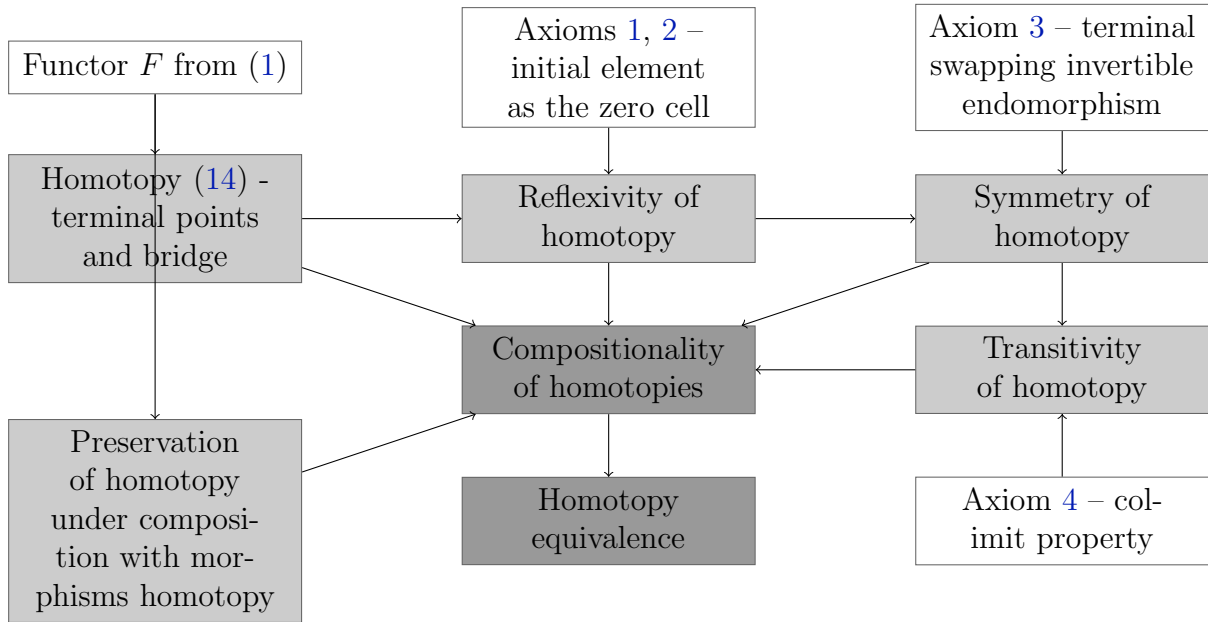 Functor F from (1)
Axioms 1, 2 –
initial element
as the zero cell
Axiom 3 – terminal
swapping invertible
endomorphism
Homotopy (14) -
terminal points
and bridge
Reflexivity of
homotopy
Symmetry of
homotopy
Compositionality
of homotopies
Transitivity
of homotopy
Preservation
of homotopy
under composi-
tion with mor-
phisms homotopy
Homotopy
equivalence
Axiom 4 – col-
imit property